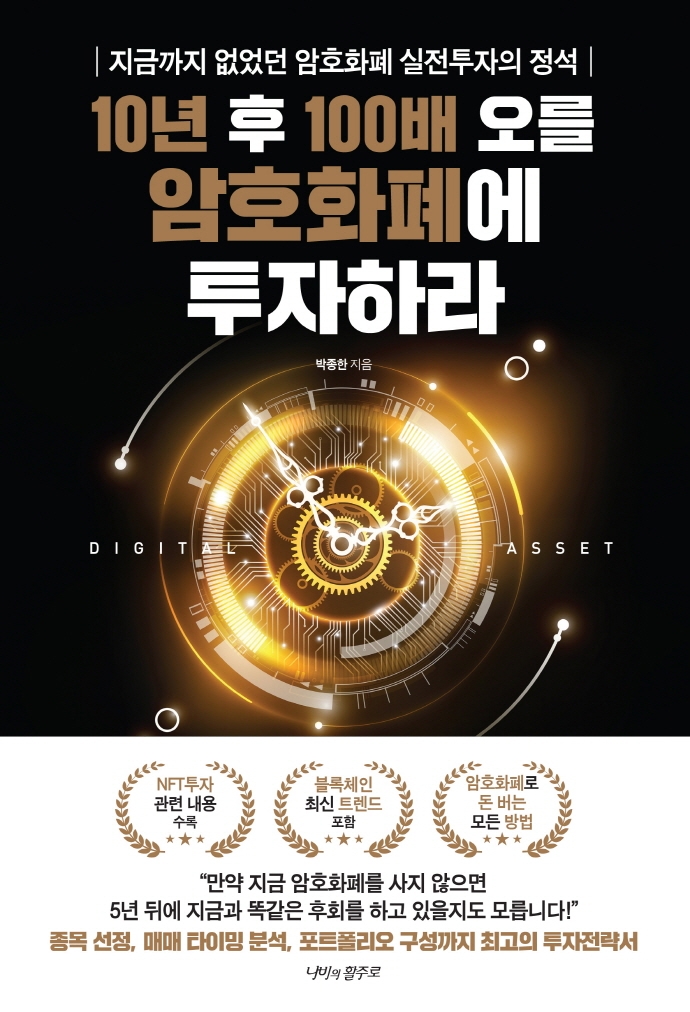 지금까지 없었던 암호화폐 실전투자의 정석
10년 후 100배 오를
암호화폐에
투자하라
박종한 지음
DIGITAL ASSET
NFT투자
관련 내용
수록
블록체인
최신 트렌드
포함
암호화폐로
돈 버는
모든 방법
“만약 지금 암호화폐를 사지 않으면
5년 뒤에 지금과 똑같은 후회를 하고 있을지도 모릅니다!”
종목 선정, 매매 타이밍 분석, 포트폴리오 구성까지 최고의 투자전략서
나비의 활주로